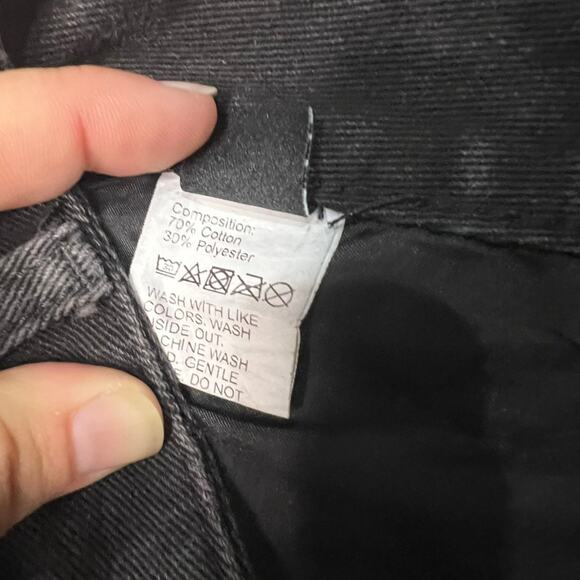 Composition:
70% Cotton
30% Polyester
WASH WITH LIKE
COLORS. WASH
SIDE OUT.
CHINE WASH
GENTLE
DO NOT